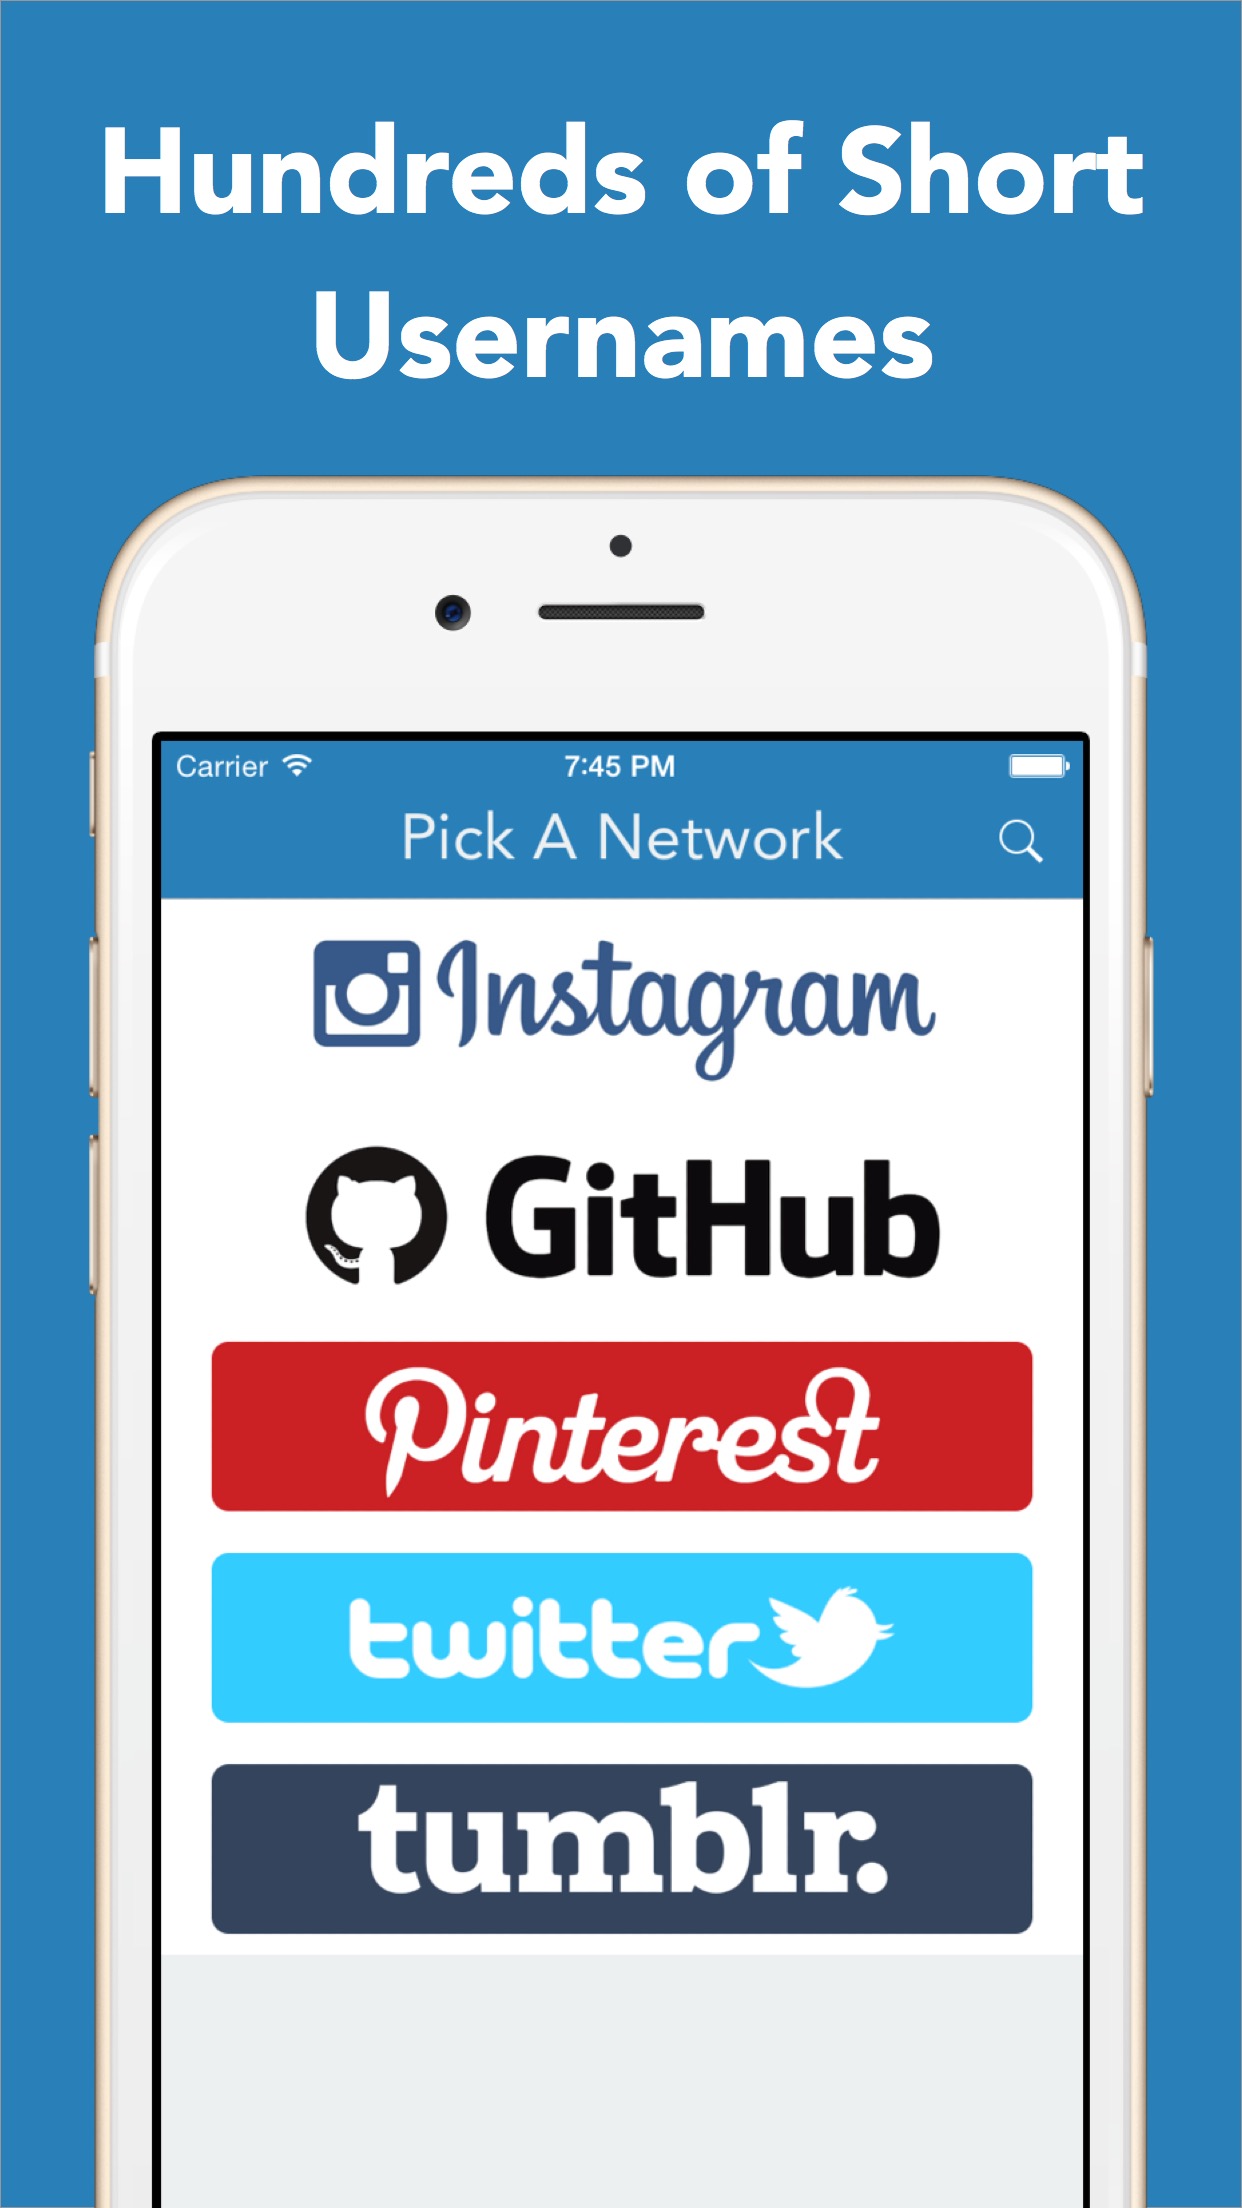 Hundreds of Short
Usernames
Carrier 7:45 PM
Pick A Network
Instagram
GitHub
Pinterest
twitter
tumblr.